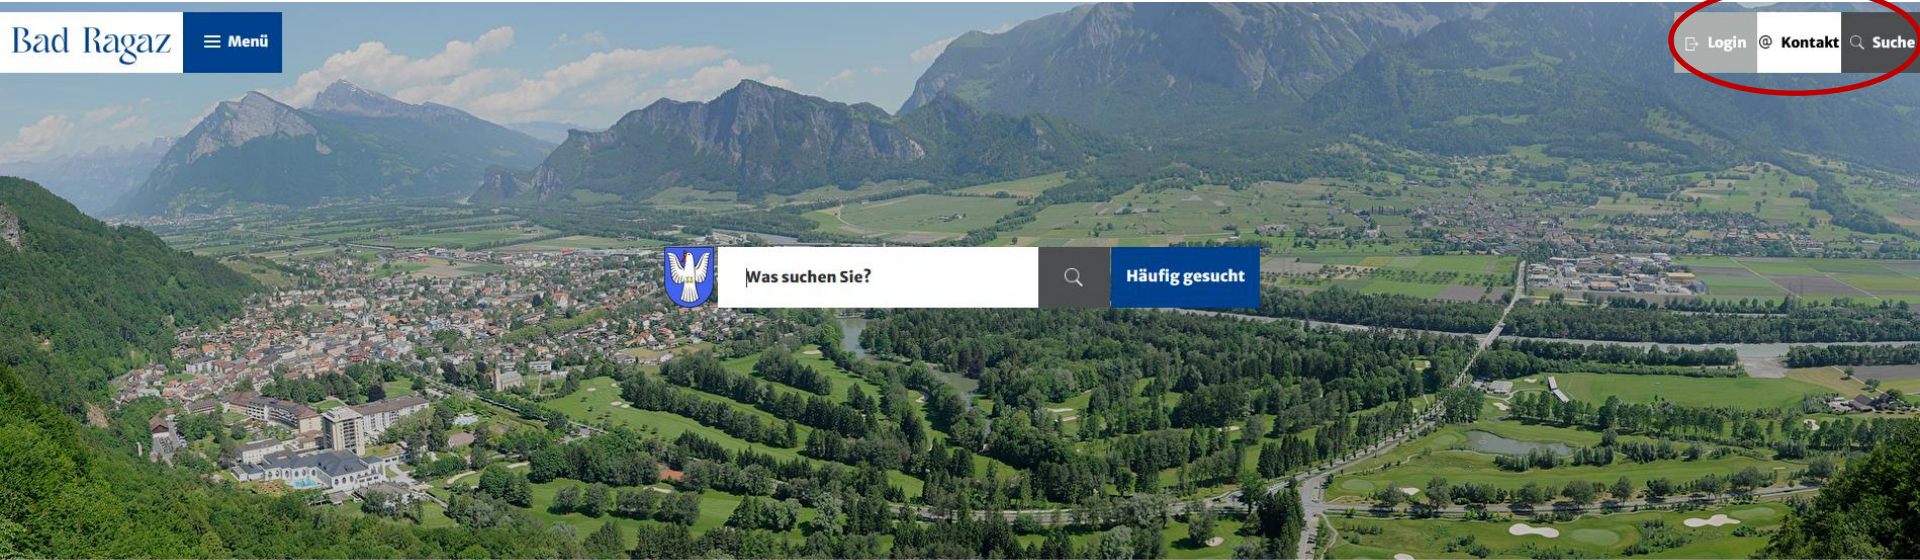 Bad Ragaz
Menü
Login
@ Kontakt
Suche
Was suchen Sie?
Häufig gesucht